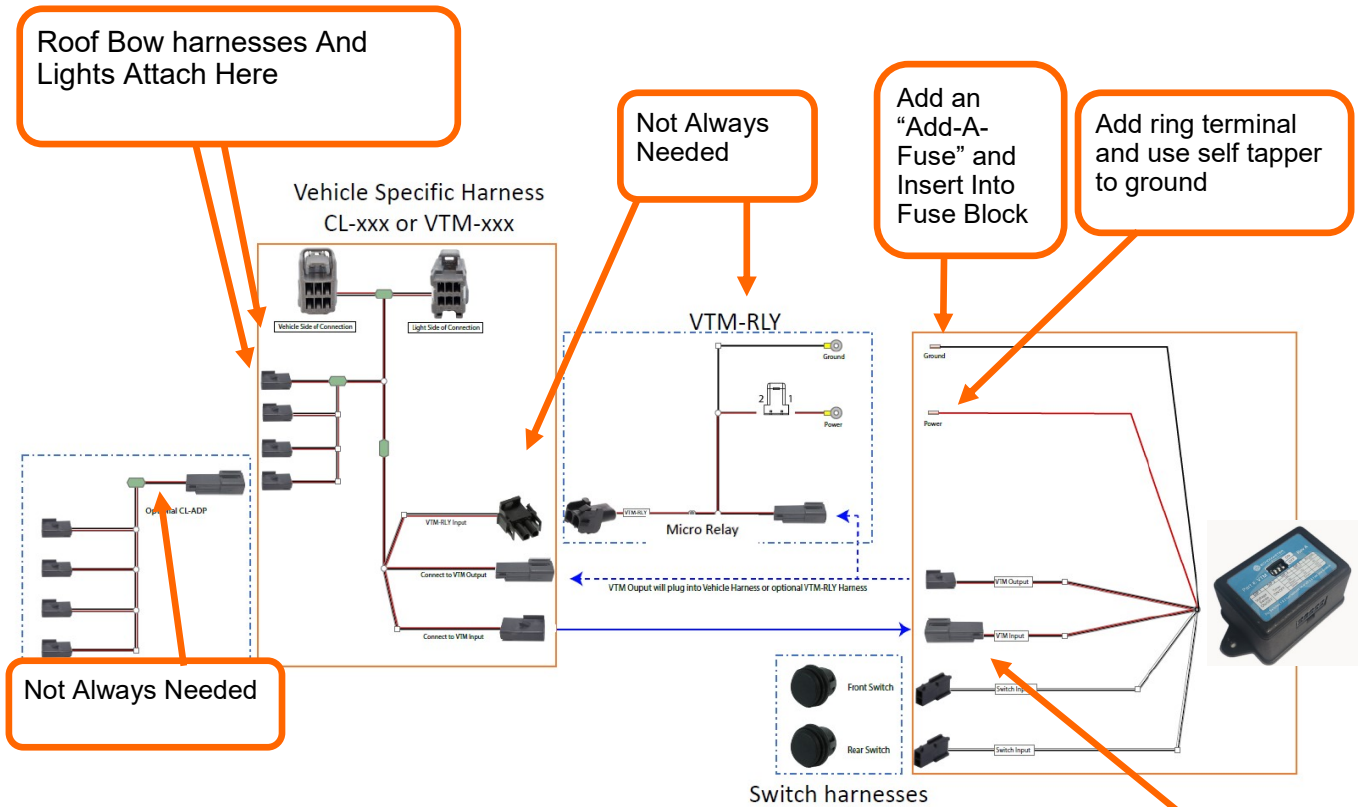 Roof Bow harnesses And
Lights Attach Here
Not Always
Needed
Add an
“Add-A-
Fuse” and
Insert Into
Fuse Block
Add ring terminal
and use self tapper
to ground
Vehicle Specific Harness
CL-xxx or VTM-xxx
Vehicle Side of Connection
Light Side of Connection
VTM-RLY
Ground
2
1
Power
Ground
Power
Optional CL-ADP
VTM-RLY Input
VTM-RLY
Micro Relay
Connect to VTM Output
VTM Ouput will plug into Vehicle Harness or optional VTM-RLY Harness
Connect to VTM Input
VTM Output
VTM Input
Not Always Needed
Front Switch
Switch Input
Rear Switch
Switch Input
Switch harnesses